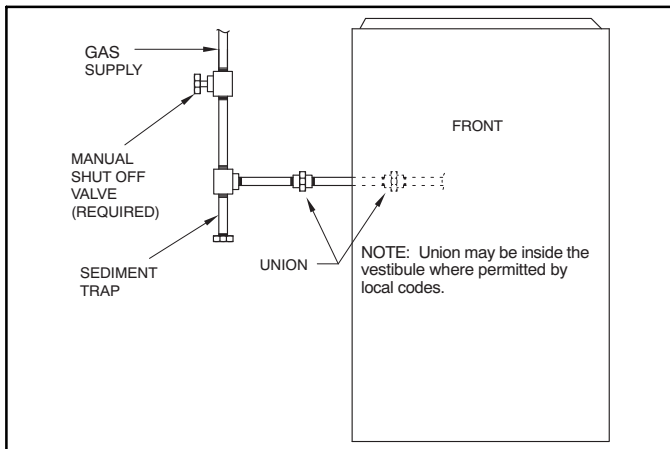 GAS
SUPPLY
MANUAL
SHUT OFF
VALVE
(REQUIRED)
SEDIMENT
TRAP
UNION
FRONT
NOTE: Union may be inside the
vestibule where permitted by
local codes.